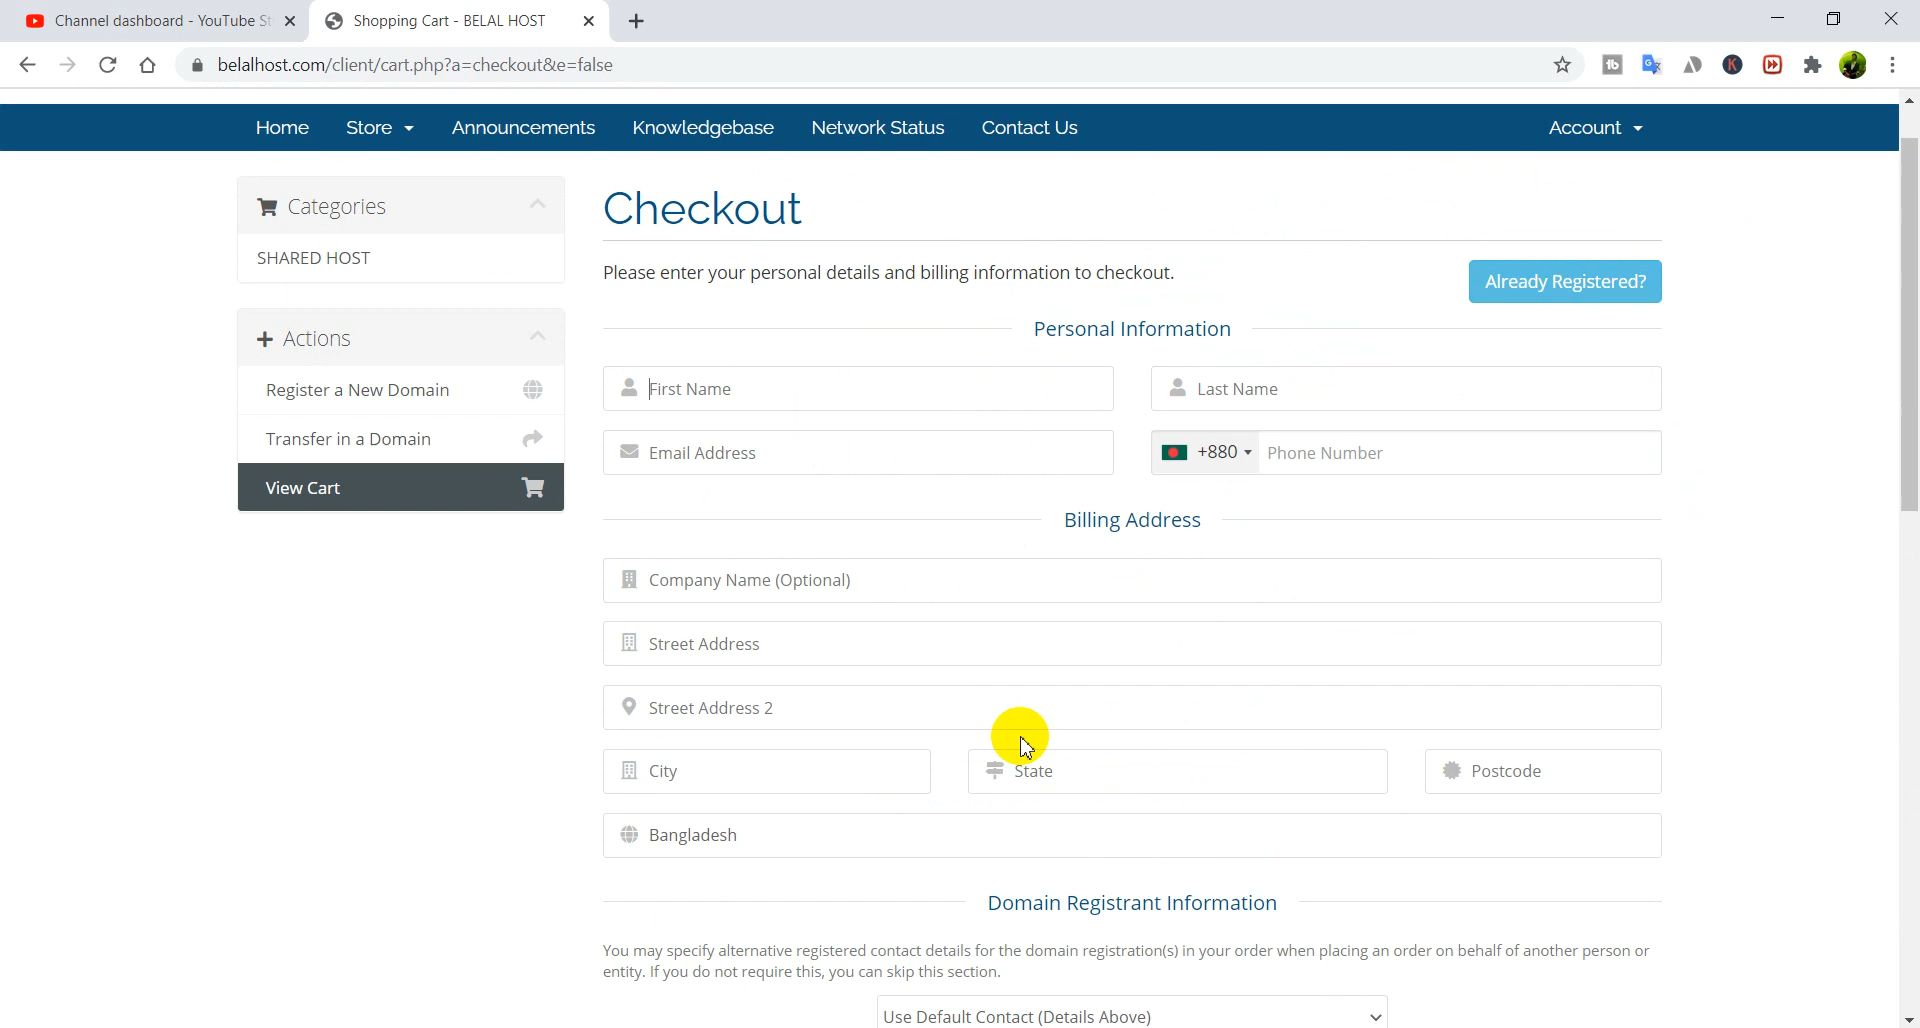 Channel dashboard - YouTube St
Shopping Cart - BELAL HOST
belalhost.com/client/cart.php?a=checkout&e=false
Home
Store
Announcements
Knowledgebase
Network Status
Contact Us
Account
Categories
SHARED HOST
Actions
Register a New Domain
Transfer in a Domain
View Cart
Checkout
Please enter your personal details and billing information to checkout.
Already Registered?
Personal Information
First Name
Last Name
Email Address
+880
Phone Number
Billing Address
Company Name (Optional)
Street Address
Street Address 2
City
State
Postcode
Bangladesh
Domain Registrant Information
You may specify alternative registered contact details for the domain registration(s) in your order when placing an order on behalf of another person or
entity. If you do not require this, you can skip this section.
Use Default Contact (Details Above)